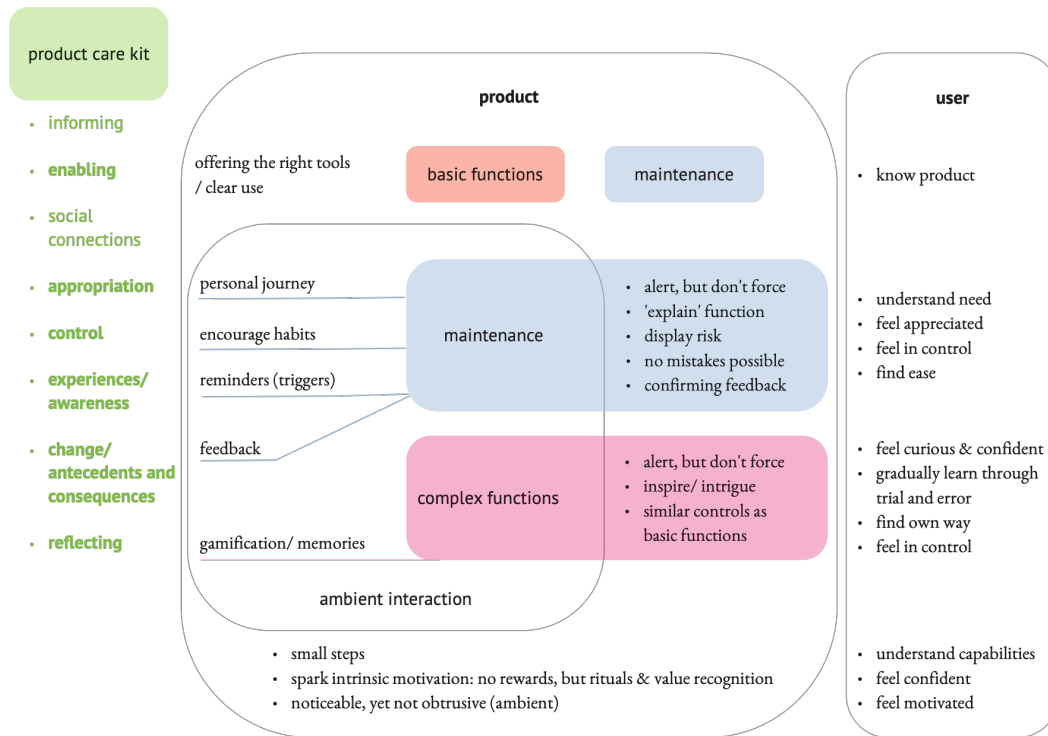 product care kit
• informing
• enabling
• social
connections
• appropriation
• control
• experiences/
awareness
• change/
antecedents and
consequences
• reflecting
product
offering the right tools
/ clear use
basic functions
maintenance
personal journey
encourage habits
reminders (triggers)
feedback
maintenance
• alert, but don't force
• 'explain' function
• display risk
• no mistakes possible
• confirming feedback
complex functions
• alert, but don't force
• inspire/ intrigue
• similar controls as
basic functions
gamification/ memories
ambient interaction
• small steps
• spark intrinsic motivation: no rewards, but rituals & value recognition
• noticeable, yet not obtrusive (ambient)
user
• know product
• understand need
• feel appreciated
• feel in control
• find ease
• feel curious & confident
• gradually learn through
trial and error
• find own way
• feel in control
• understand capabilities
• feel confident
• feel motivated